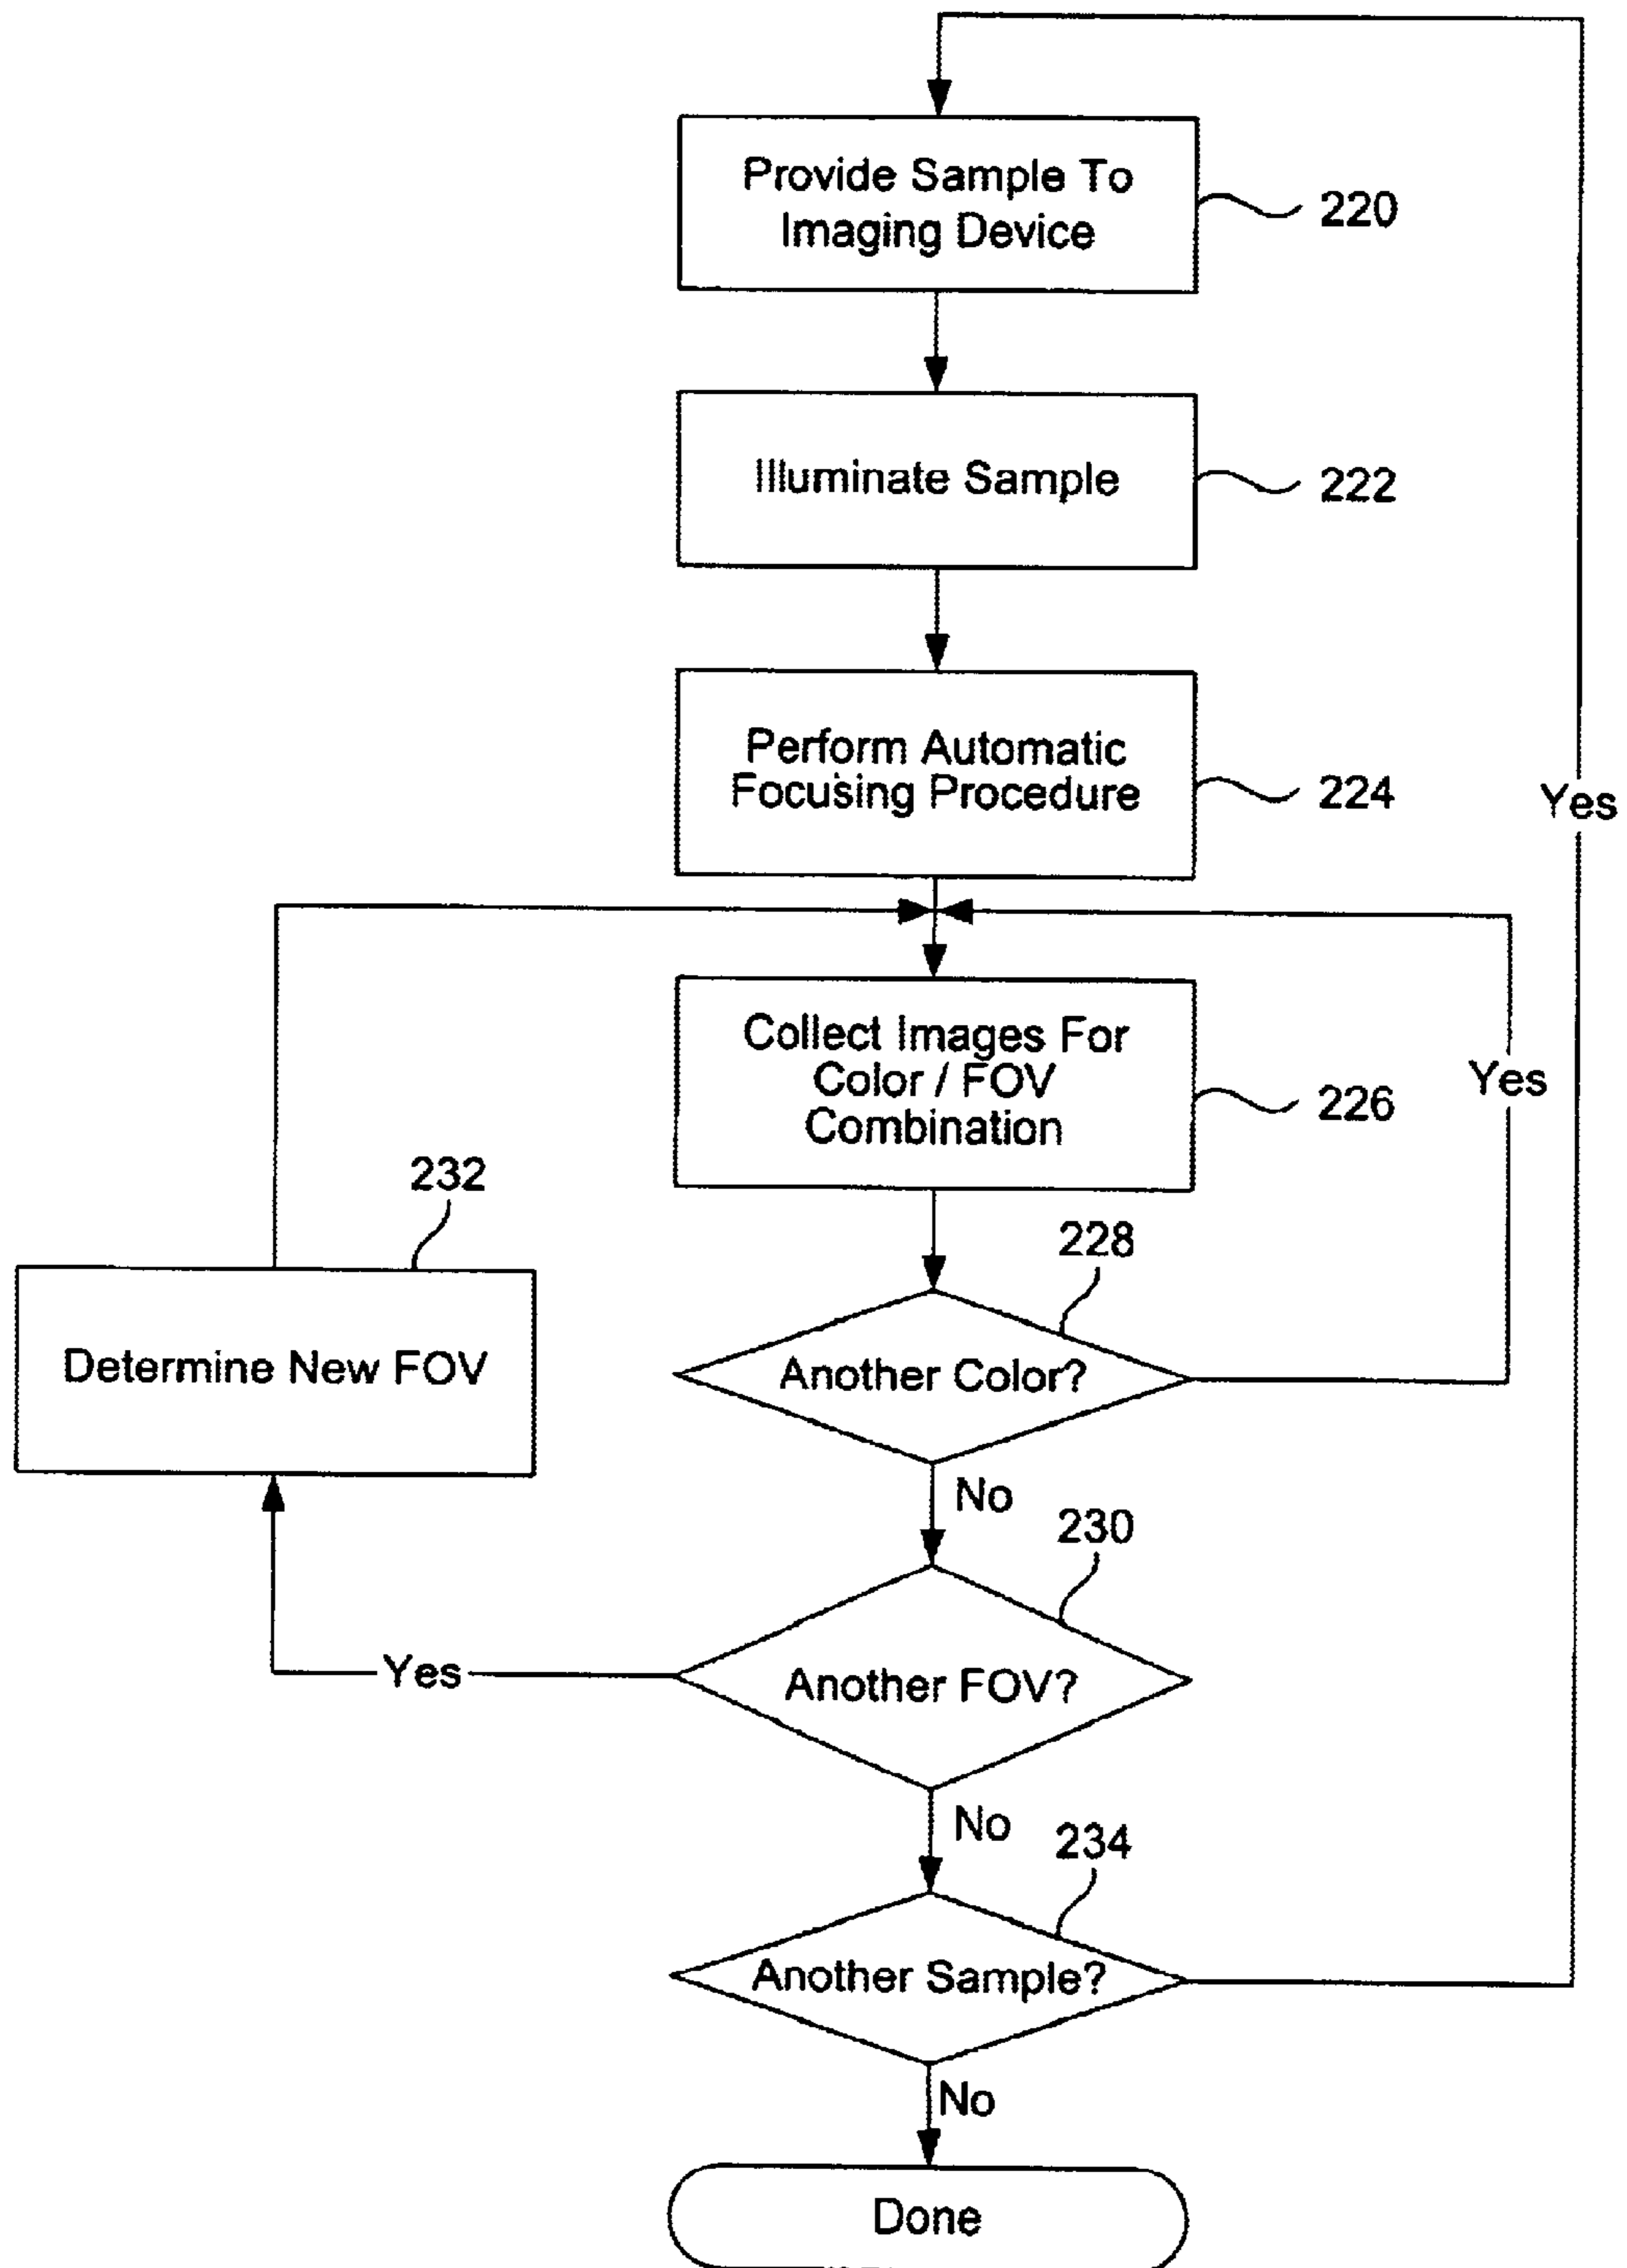 Provide Sample To
Imaging Device
220
Illuminate Sample
222
Perform Automatic
Focusing Procedure
224
Yes
Collect Images For
Color / FOV
Combination
226
Yes
232
Determine New FOV
228
Another Color?
No
230
Another FOV?
Yes
No
234
Another Sample?
No
Done